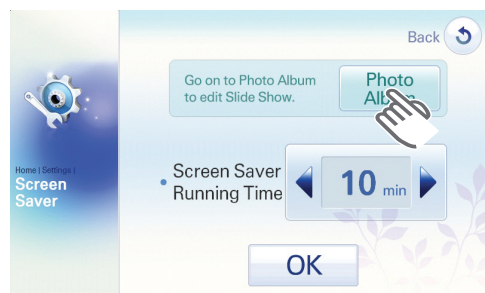 Back
Go on to Photo Album
to edit Slide Show.
Photo
Album
Home | Settings |
Screen
Saver
• Screen Saver
Running Time
10 min
OK